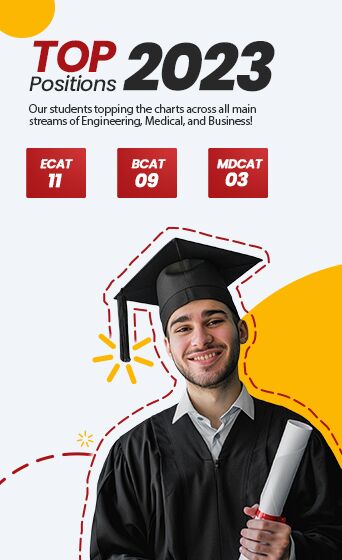 TOP 2023
Positions
Our students topping the charts across all main
streams of Engineering, Medical, and Business!
ECAT
11
BCAT
09
MDCAT
03